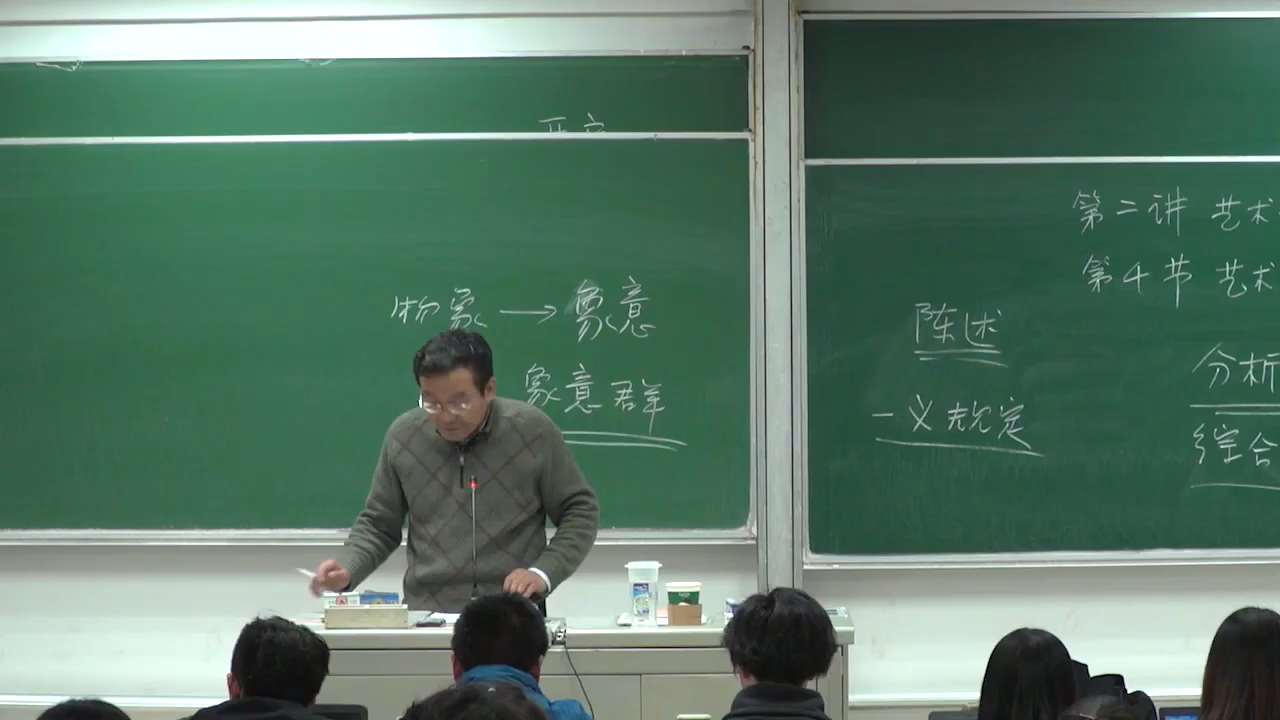 物象 → 象意
象意群
第二讲 艺术
第4节 艺术
陈述
一义规定
分析
综合